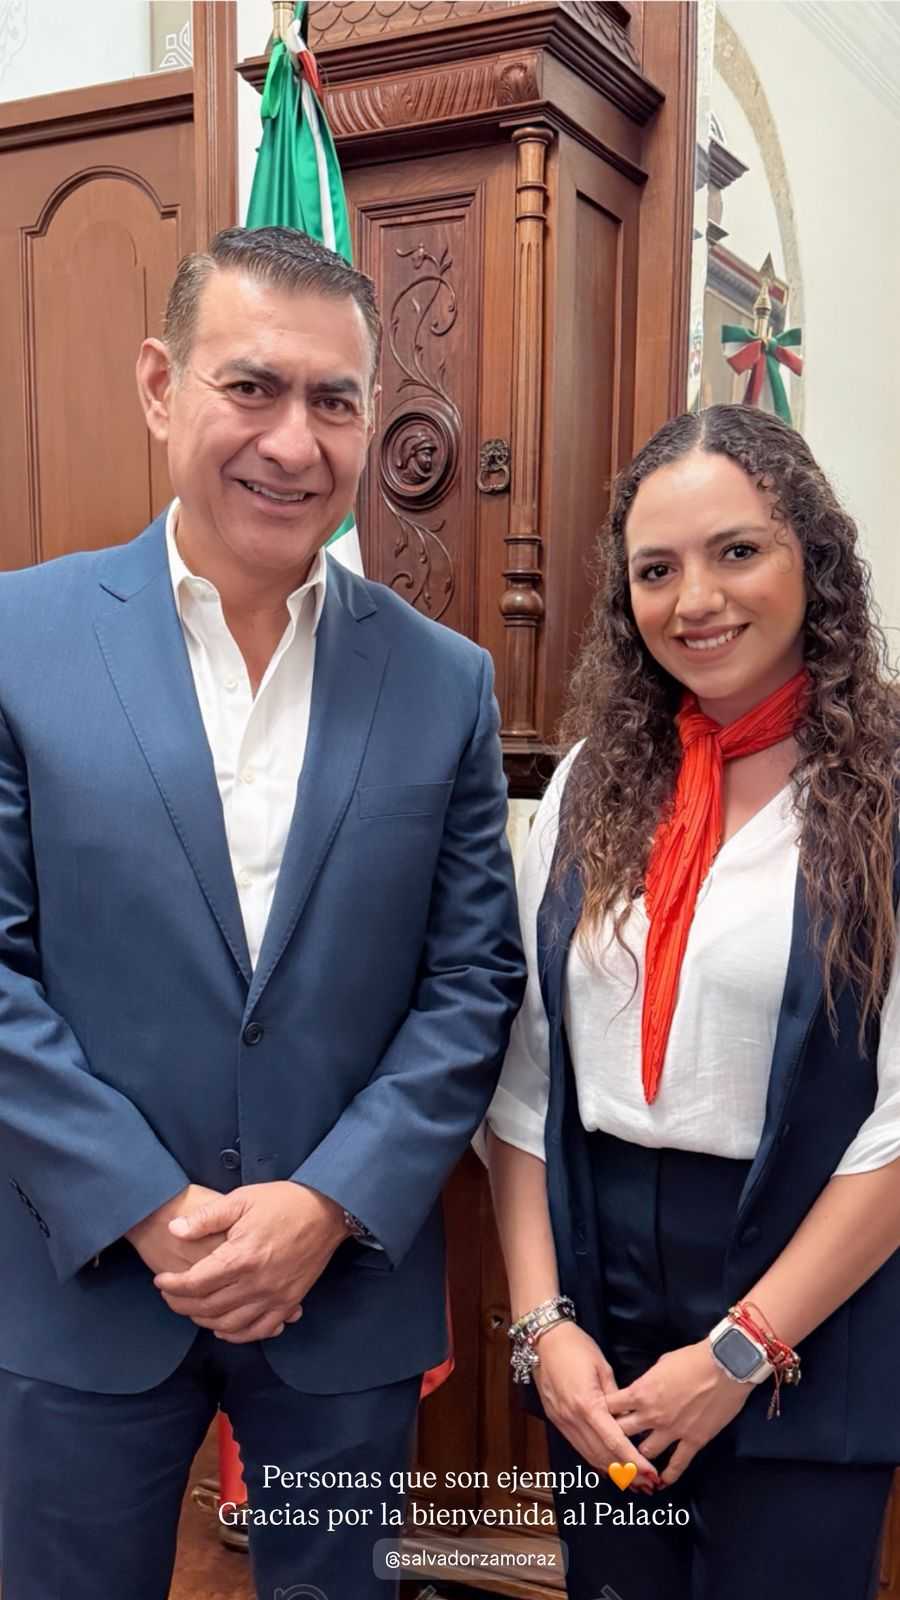 Personas que son ejemplo 🧡
Gracias por la bienvenida al Palacio
@salvadorzamoraz